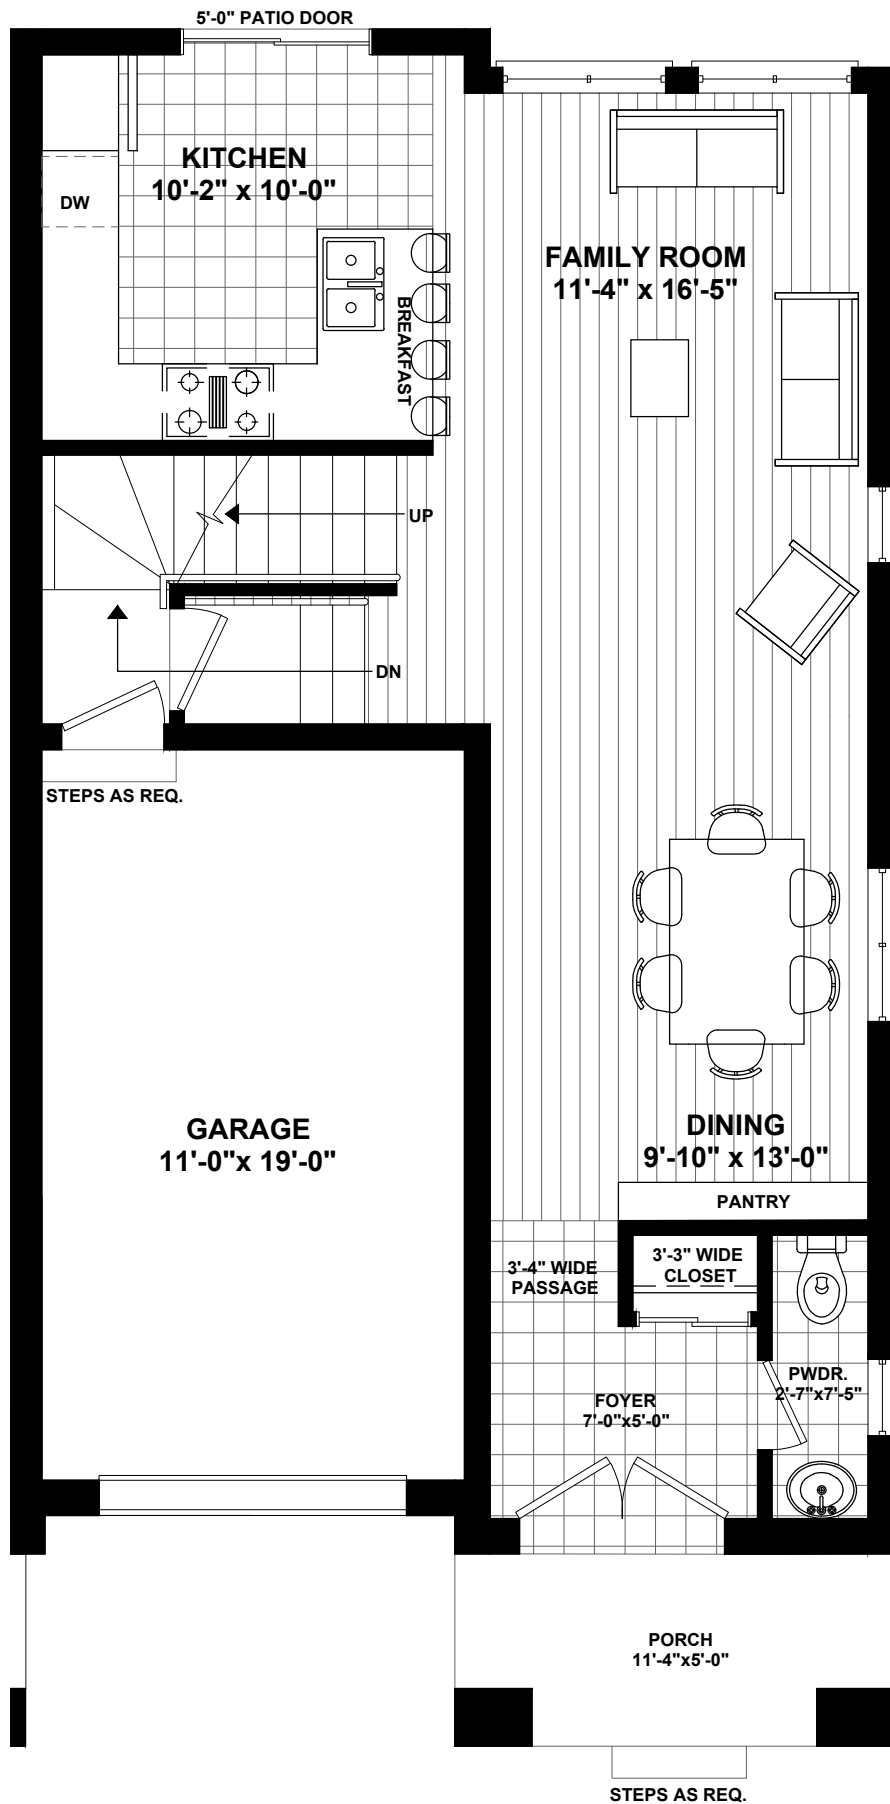 5'-0" PATIO DOOR
KITCHEN
10'-2" x 10'-0"
DW
FAMILY ROOM
11'-4" x 16'-5"
BREAKFAST
UP
DN
STEPS AS REQ.
GARAGE
11'-0"x 19'-0"
DINING
9'-10" x 13'-0"
PANTRY
3'-4" WIDE
PASSAGE
3'-3" WIDE
CLOSET
PWDR.
2'-7"x7'-5"
FOYER
7'-0"x5'-0"
PORCH
11'-4"x5'-0"
STEPS AS REQ.